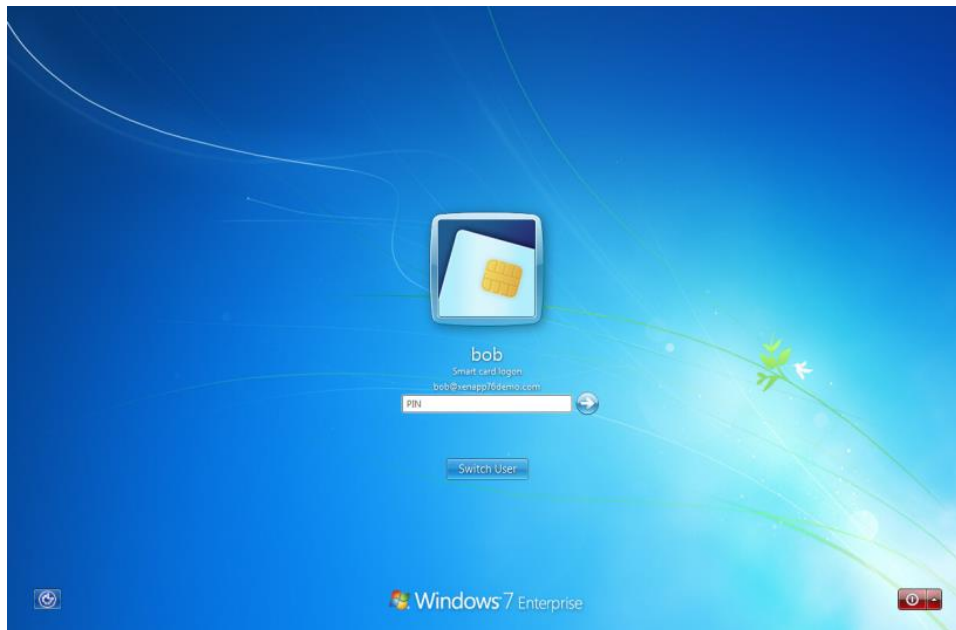 bob
Smart card logon
bob@xenapp76demo.com
PIN
Switch User
Windows 7 Enterprise